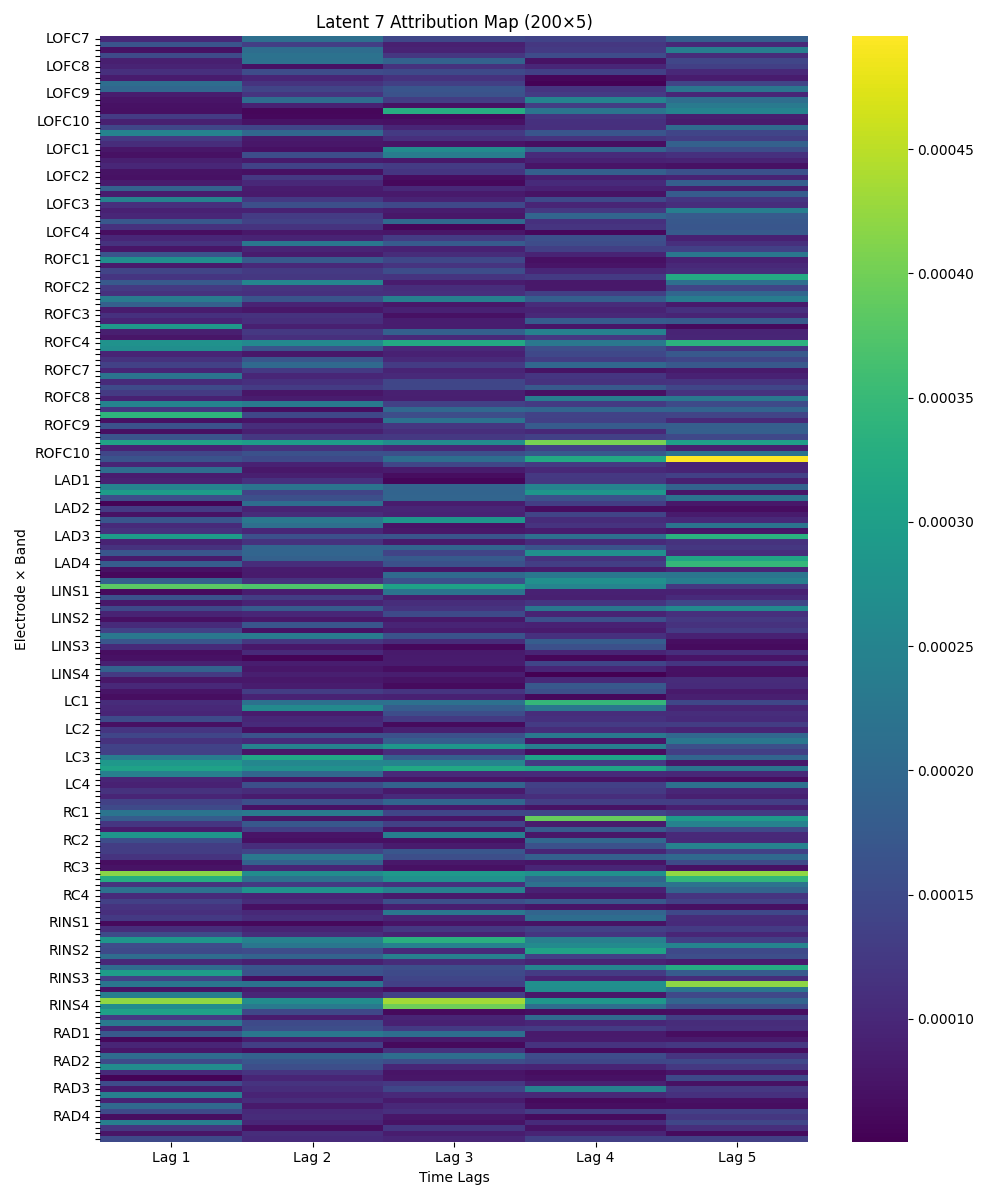 Latent 7 Attribution Map (200×5)
LOFC7
LOFC8
LOFC9
LOFC10
LOFC1
LOFC2
LOFC3
LOFC4
ROFC1
ROFC2
ROFC3
ROFC4
ROFC7
ROFC8
ROFC9
ROFC10
LAD1
LAD2
LAD3
LAD4
LINS1
LINS2
LINS3
LINS4
LC1
LC2
LC3
LC4
RC1
RC2
RC3
RC4
RINS1
RINS2
RINS3
RINS4
RAD1
RAD2
RAD3
RAD4
Electrode × Band
Lag 1 Lag 2 Lag 3 Lag 4 Lag 5
Time Lags
0.00045
0.00040
0.00035
0.00030
0.00025
0.00020
0.00015
0.00010